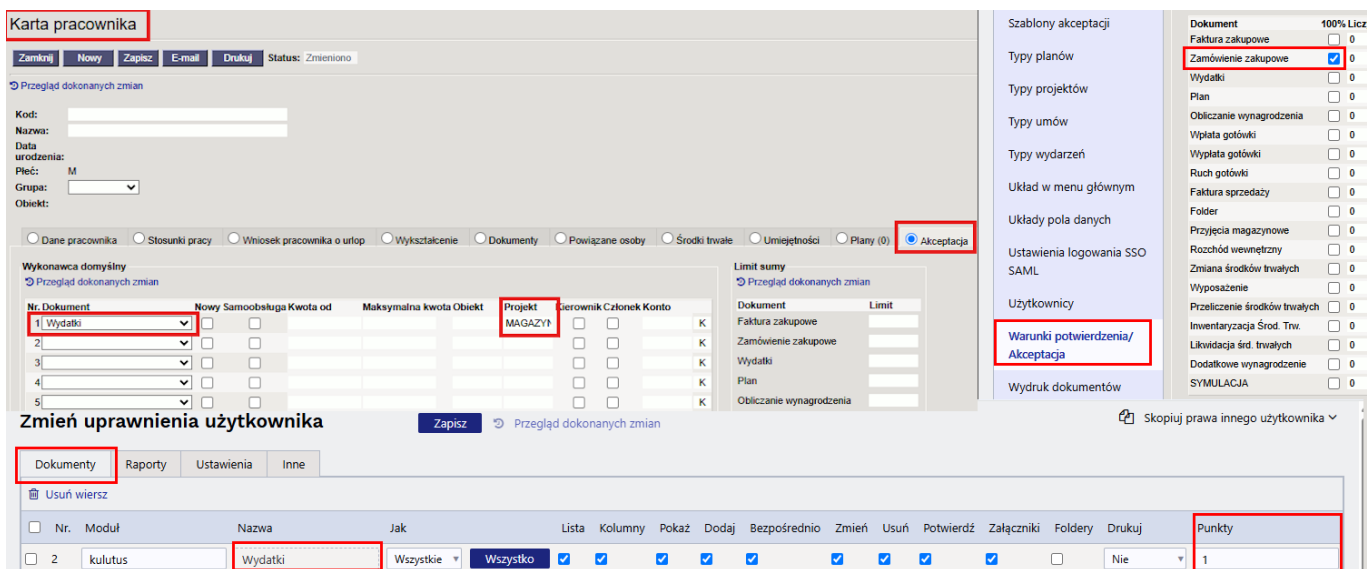 Karta pracownika
Zamknij Nowy Zapisz E-mail Drukuj Status: Zmieniono
Przegląd dokonanych zmian
Kod:
Nazwa:
Data urodzenia:
Płeć: M
Grupa:
Obiekt:
Dane pracownika Stosunki pracy Wniosek pracownika o urlop Wykształcenie Dokumenty Powiązane osoby Środki trwałe Umiejętności Plany (0) Akceptacja
Wykonawca domyślny
Przegląd dokonanych zmian
Nr. Dokument Nowy Samoobsługa Kwota od Maksymalna kwota Obiekt Projekt Kierownik Członek Konto
1 Wydatki MAGAZYN K
2 K
3 K
4 K
5 K
Limit sumy
Przegląd dokonanych zmian
Dokument Limit
Faktura zakupowe
Zamówienie zakupowe
Wydatki
Plan
Obliczanie wynagrodzenia
Szablony akceptacji
Typy planów
Typy projektów
Typy umów
Typy wydarzeń
Układ w menu głównym
Układy pola danych
Ustawienia logowania SSO
SAML
Użytkownicy
Warunki potwierdzenia/
Akceptacja
Wydruk dokumentów
Dokument 100% Licz
Faktura zakupowe 0
Zamówienie zakupowe 0
Wydatki 0
Plan 0
Obliczanie wynagrodzenia 0
Wpłata gotówki 0
Wypłata gotówki 0
Ruch gotówki 0
Faktura sprzedaży 0
Folder 0
Przyjęcia magazynowe 0
Rozchód wewnętrzny 0
Zmiana środków trwałych 0
Wyposażenie 0
Przeliczenie środków trwałych 0
Inwentaryzacja Środ. Trw. 0
Likwidacja śrd. trwałych 0
Dodatkowe wynagrodzenie 0
SYMULACJA 0
Zmień uprawnienia użytkownika Zapisz Przegląd dokonanych zmian Skopiuj prawa innego użytkownika
Dokumenty Raporty Ustawienia Inne
Usuń wiersz
Nr. Moduł Nazwa Jak Lista Kolumny Pokaż Dodaj Bezpośrednio Zmień Usuń Potwierdź Załączniki Foldery Drukuj Punkty
2 kulutus Wydatki Wszystkie Wszystko Nie 1